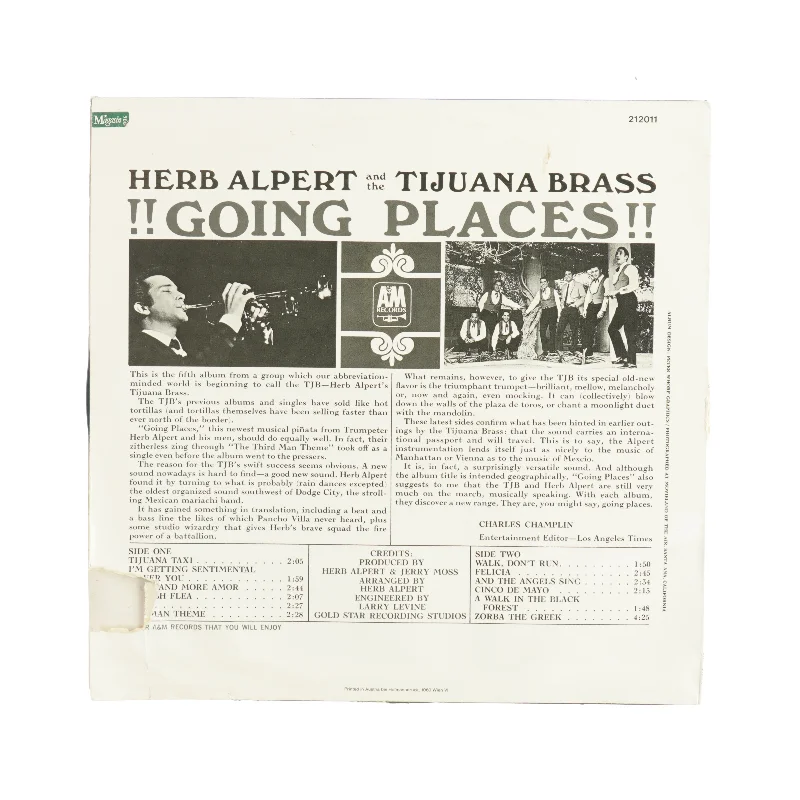 212011
HERB ALPERT and the TIJUANA BRASS
!! GOING PLACES !!
A&M
RECORDS
This is the fifth album from a group which our abbreviation-
minded world is beginning to call the TJB—Herb Alpert's
Tijuana Brass.
The TJB's previous albums and singles have sold like hot
tortillas (and tortillas themselves have been selling faster than
ever north of the border).
"Going Places," this newest musical piñata from Trumpeter
Herb Alpert and his men, should do equally well. In fact, their
zitherless zing through "The Third Man Theme" took off as a
single even before the album went to the pressers.
The reason for the TJB's swift success seems obvious. A new
sound nowadays is hard to find—a good new sound. Herb Alpert
found it by turning to what is probably (rain dances excepted)
the oldest organized sound southwest of Dodge City, the stroll-
ing Mexican mariachi band.
It has gained something in translation, including a beat and
a bass line the likes of which Pancho Villa never heard, plus
some studio wizardry that gives Herb's brave squad the fire
power of a battallion.
What remains, however, to give the TJB its special old-new
flavor is the triumphant trumpet—brilliant, mellow, melancholy
or, now and again, even mocking. It can (collectively) blow
down the walls of the plaza de toros, or chant a moonlight duet
with the mandolin.
These latest sides confirm what has been hinted in earlier out-
ings by the Tijuana Brass: that the sound carries an interna-
tional passport and will travel. This is to say, the Alpert
instrumentation lends itself just as nicely to the music of
Manhattan or Vienna as to the music of Mexcio.
It is, in fact, a surprisingly versatile sound. And although
the album title is intended geographically, "Going Places" also
suggests to me that the TJB and Herb Alpert are still very
much on the march, musically speaking. With each album,
they discover a new range. They are, you might say, going places.
CHARLES CHAMPLIN
Entertainment Editor—Los Angeles Times
SIDE ONE
TIJUANA TAXI 2:05
I'M GETTING SENTIMENTAL
YOU 1:59
AND MORE AMOR 2:44
FLEA 2:07
2:27
THEME 2:28
CREDITS:
PRODUCED BY
HERB ALPERT & JERRY MOSS
ARRANGED BY
HERB ALPERT
ENGINEERED BY
LARRY LEVINE
GOLD STAR RECORDING STUDIOS
SIDE TWO
WALK, DON'T RUN 1:50
FELICIA 2:45
AND THE ANGELS SING 2:34
CINCO DE MAYO 2:15
A WALK IN THE BLACK
FOREST 1:48
ZORBA THE GREEK 4:25
A&M RECORDS THAT YOU WILL ENJOY